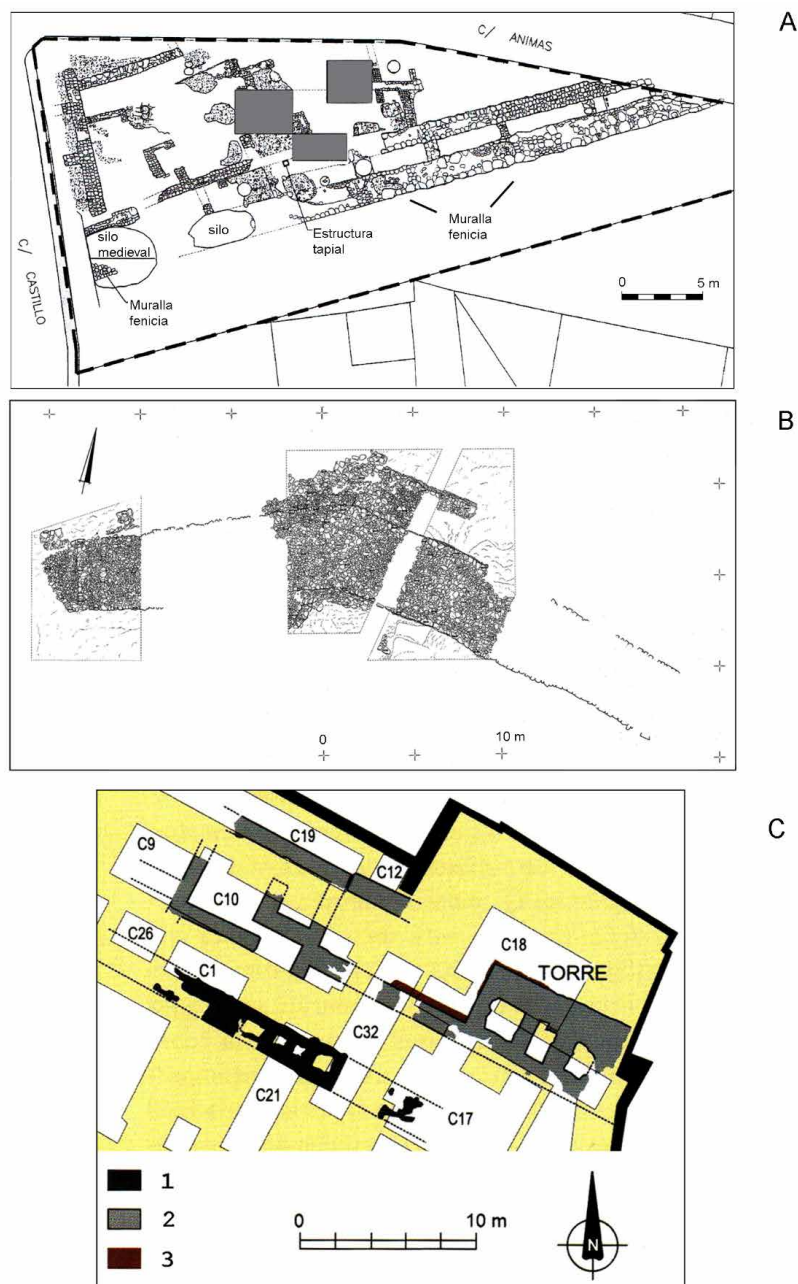 A
C/ ANIMAS
C/ CASTILLO
silo
medieval
silo
Estructura
tapial
Muralla
fenicia
Muralla
fenicia
0 5 m
B
0 10 m
C
C19
C9
C12
C10
C18
C26
TORRE
C1
C32
C21
C17
1
2
3
0 10 m
N